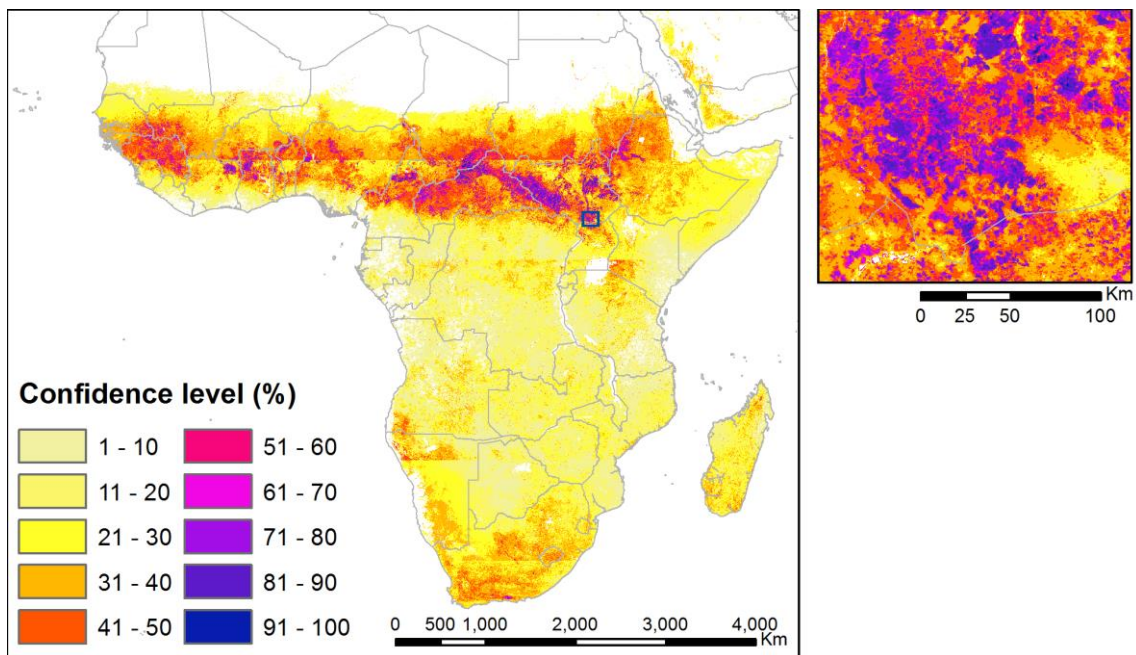 Confidence level (%)
1 - 10
11 - 20
21 - 30
31 - 40
41 - 50
51 - 60
61 - 70
71 - 80
81 - 90
91 - 100
0 500 1,000 2,000 3,000 4,000
Km
Km
0 25 50 100